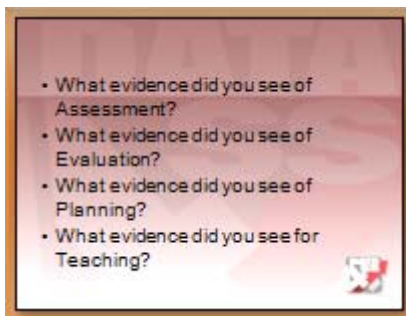 • What evidence did you see of
Assessment?
• What evidence did you see of
Evaluation?
• What evidence did you see of
Planning?
• What evidence did you see for
Teaching?